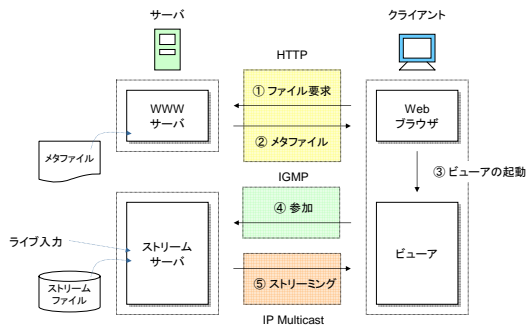 サーバ
クライアント
HTTP
① ファイル要求
WWW
サーバ
Web
ブラウザ
② メタファイル
メタファイル
③ ビューアの起動
IGMP
④ 参加
ライブ入力
ストリーム
サーバ
ビューア
⑤ ストリーミング
ストリーム
ファイル
IP Multicast